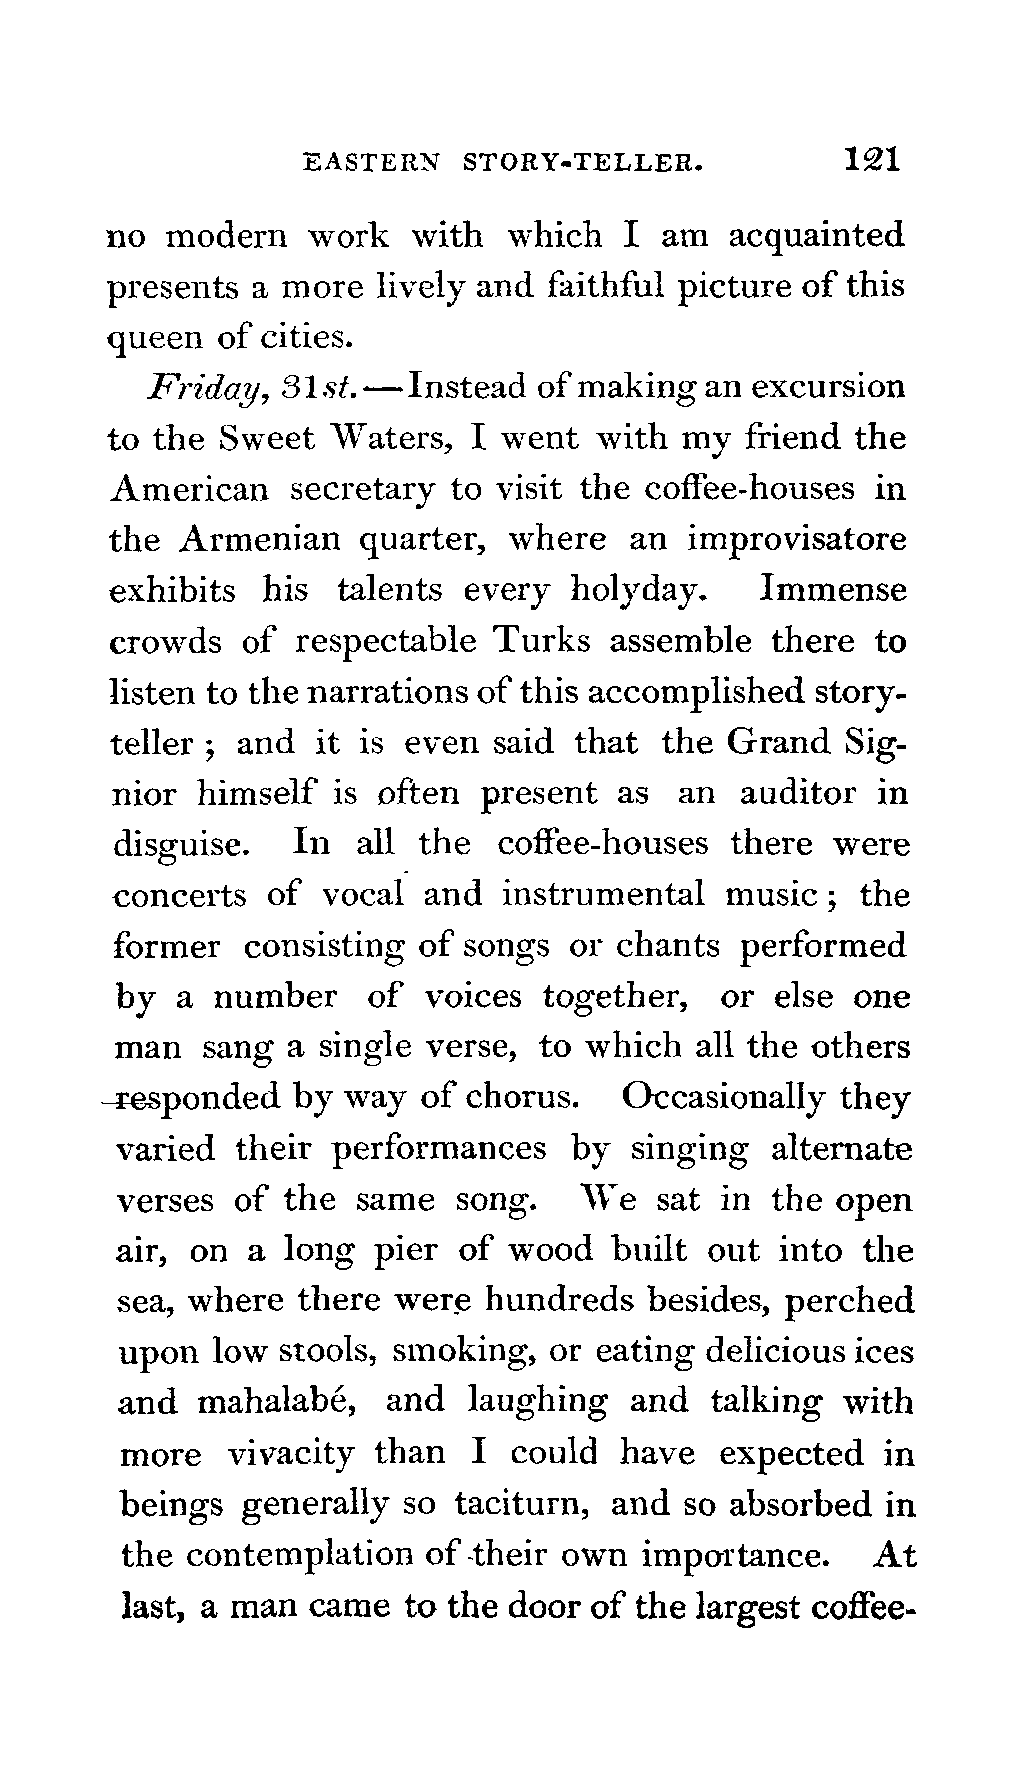 EASTERN STORY-TELLER. 121
no modern work with which I am acquainted
presents a more lively and faithful picture of this
queen of cities.
Friday, 31st.—Instead of making an excursion
to the Sweet Waters, I went with my friend the
American secretary to visit the coffee-houses in
the Armenian quarter, where an improvisatore
exhibits his talents every holyday. Immense
crowds of respectable Turks assemble there to
listen to the narrations of this accomplished story-
teller ; and it is even said that the Grand Sig-
nior himself is often present as an auditor in
disguise. In all the coffee-houses there were
concerts of vocal and instrumental music ; the
former consisting of songs or chants performed
by a number of voices together, or else one
man sang a single verse, to which all the others
responded by way of chorus. Occasionally they
varied their performances by singing alternate
verses of the same song. We sat in the open
air, on a long pier of wood built out into the
sea, where there were hundreds besides, perched
upon low stools, smoking, or eating delicious ices
and mahalabé, and laughing and talking with
more vivacity than I could have expected in
beings generally so taciturn, and so absorbed in
the contemplation of their own importance. At
last, a man came to the door of the largest coffee-